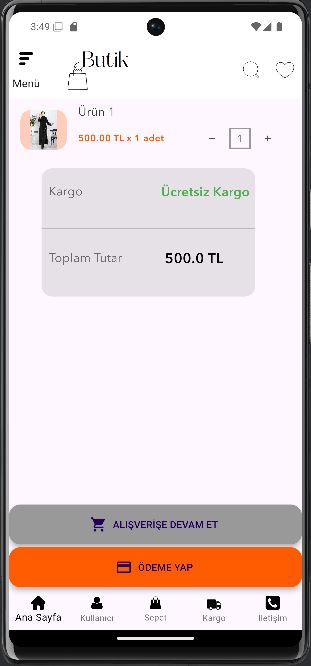 3:49
Butik
Menü
Ürün 1
500.00 TL x 1 adet
− 1 +
Kargo Ücretsiz Kargo
Toplam Tutar 500.0 TL
ALIŞVERİŞE DEVAM ET
ÖDEME YAP
Ana Sayfa Kullanıcı Sepet Kargo İletişim